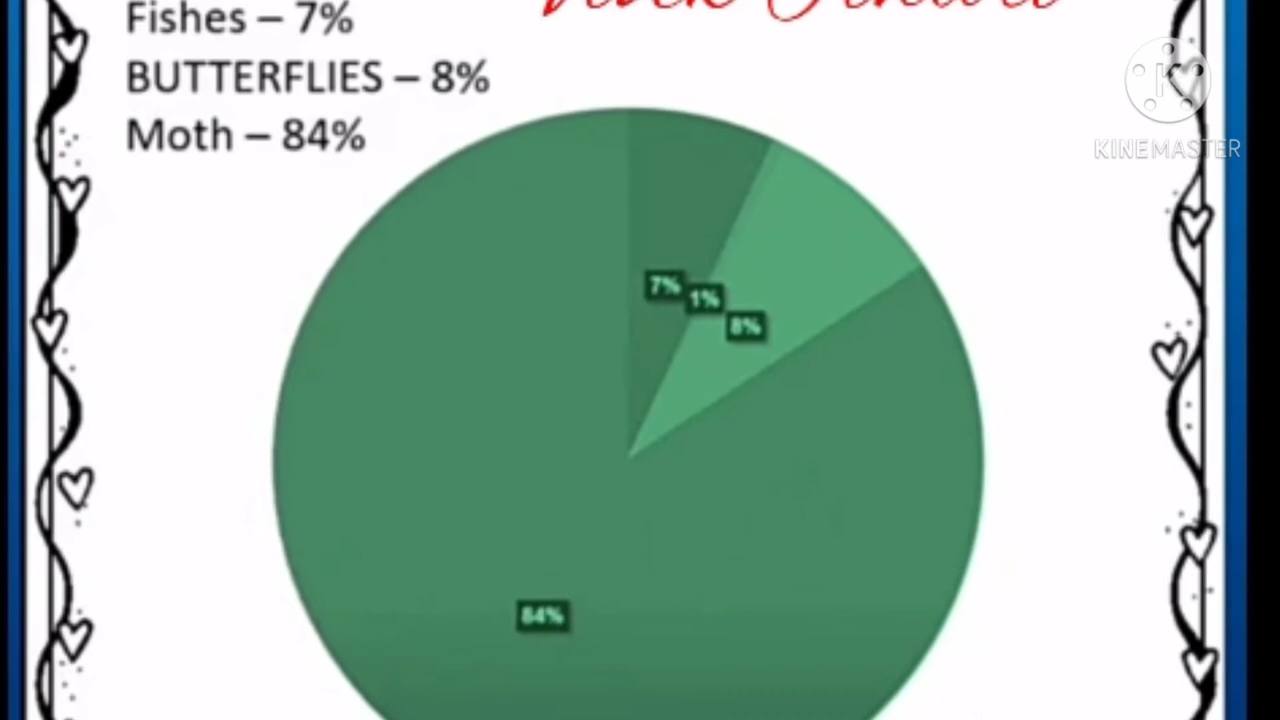 Fishes – 7%
BUTTERFLIES – 8%
Moth – 84%
KINEMASTER
7%
1%
8%
84%